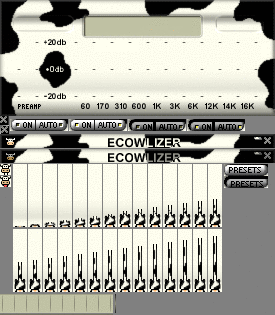 +20db
+0db
-20db
PREAMP 60 170 310 600 1K 3K 6K 12K 14K 16K
ON AUTO ON AUTO ON AUTO ON AUTO
ECOWLIZER
ECOWLIZER
PRESETS
PRESETS